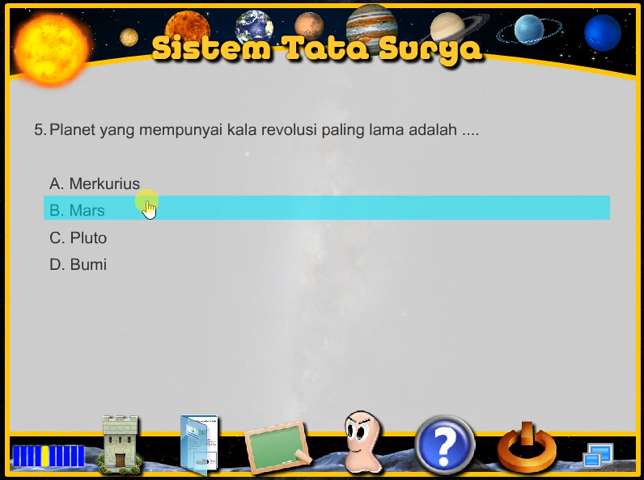 Sistem Tata Surya
5. Planet yang mempunyai kala revolusi paling lama adalah ....
A. Merkurius
B. Mars
C. Pluto
D. Bumi
?